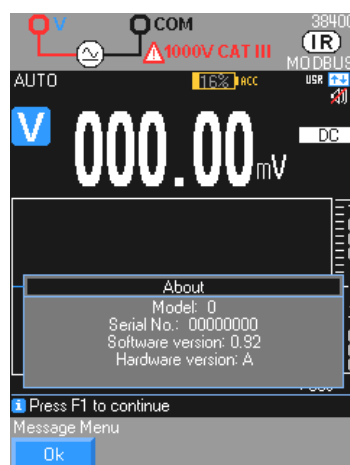 V COM 38400
1000V CAT III (IR)
MODBUS
AUTO 16% ACC USR
V 000.00 mV DC
About
Model: 0
Serial No.: 00000000
Software version: 0.92
Hardware version: A
Press F1 to continue
Message Menu
Ok